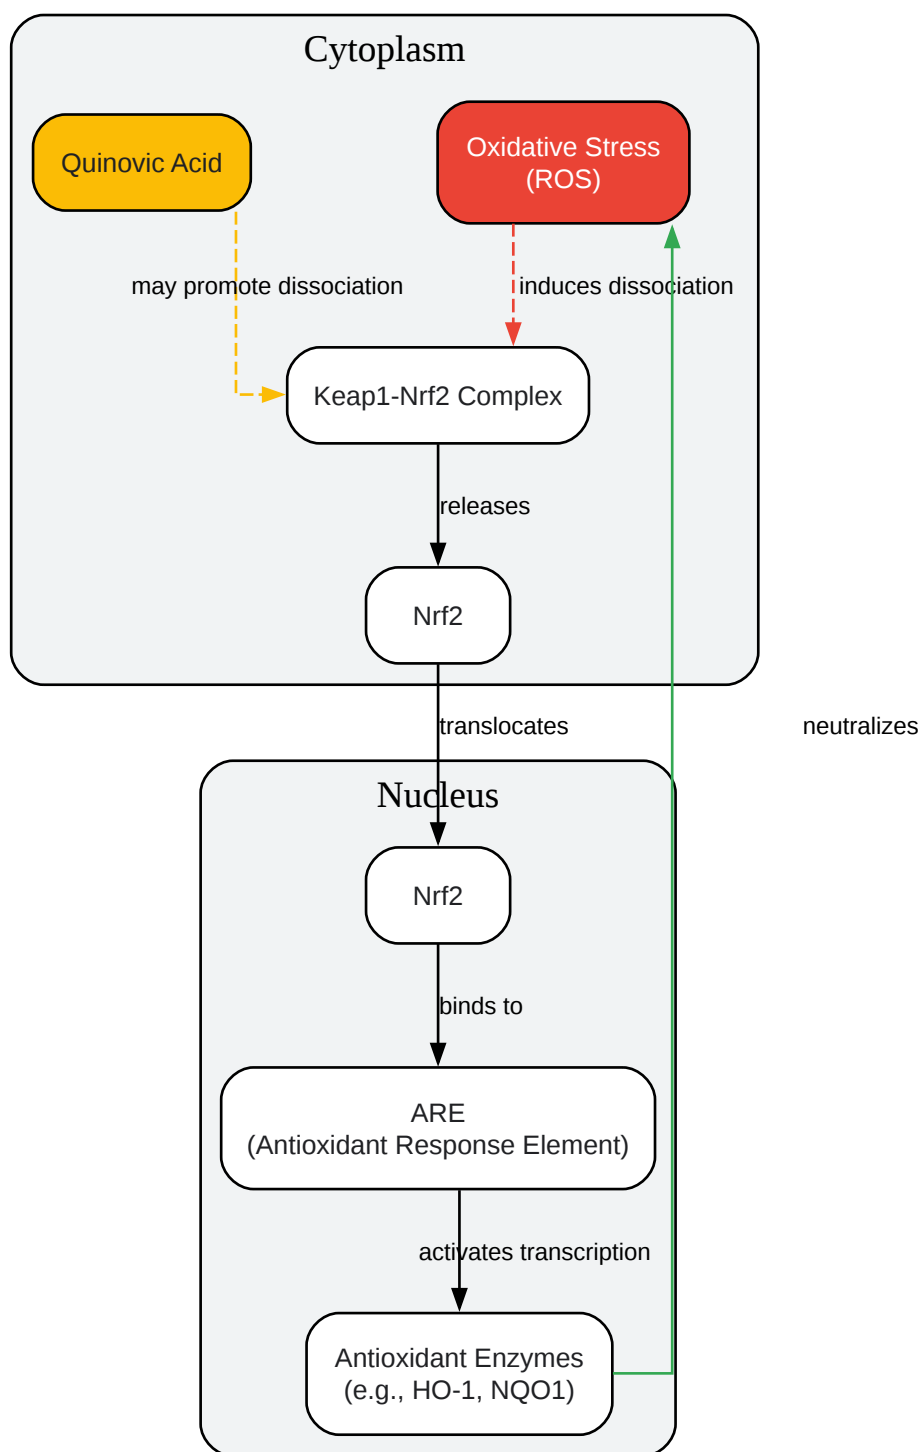 Cytoplasm
Quinovic Acid
Oxidative Stress
(ROS)
may promote dissociation
induces dissociation
Keap1-Nrf2 Complex
releases
Nrf2
translocates
neutralizes
Nucleus
Nrf2
binds to
ARE
(Antioxidant Response Element)
activates transcription
Antioxidant Enzymes
(e.g., HO-1, NQO1)